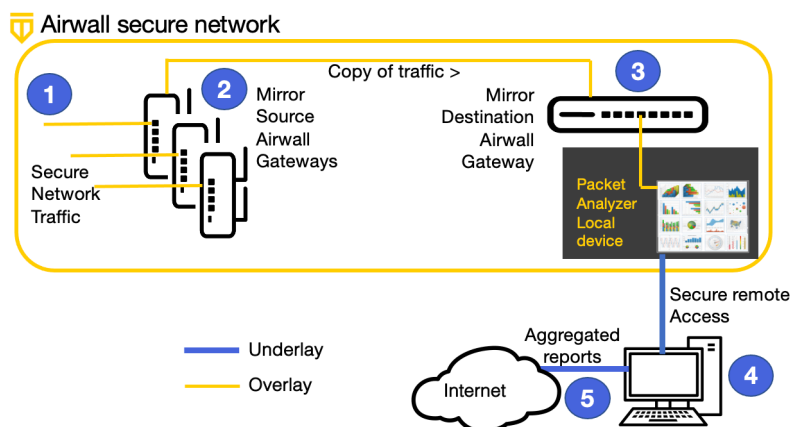 Airwall secure network
Copy of traffic >
1
2
3
Mirror
Source
Airwall
Gateways
Mirror
Destination
Airwall
Gateway
Secure
Network
Traffic
Packet
Analyzer
Local
device
Secure remote
Access
Aggregated
reports
Underlay
Overlay
Internet
4
5